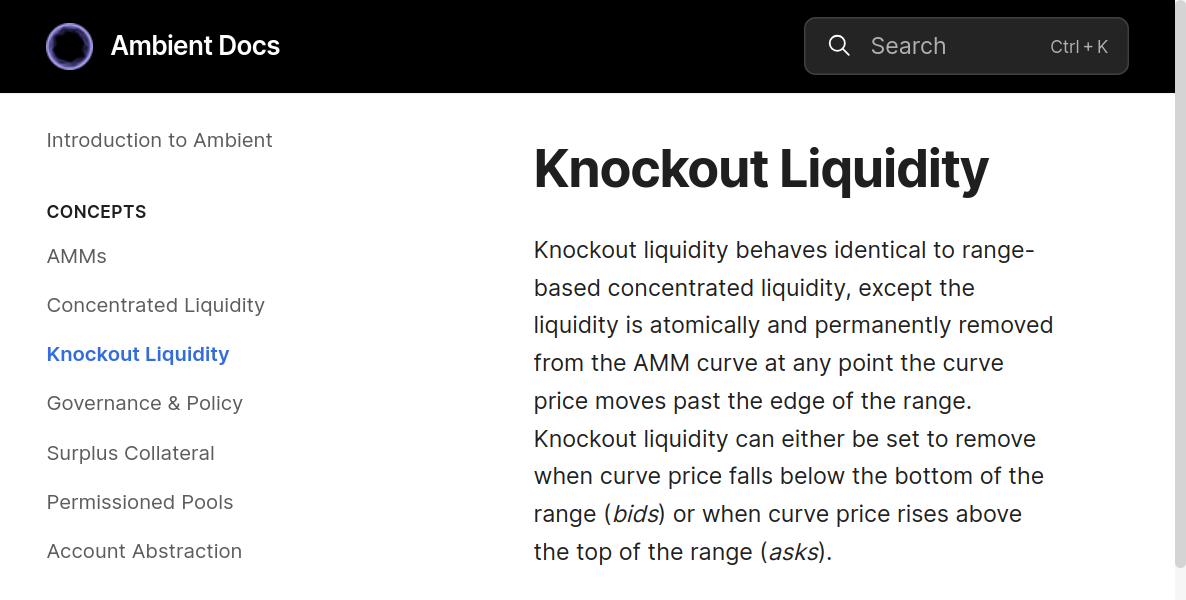 Ambient Docs
Search
Ctrl + K
Introduction to Ambient
CONCEPTS
AMMs
Concentrated Liquidity
Knockout Liquidity
Governance & Policy
Surplus Collateral
Permissioned Pools
Account Abstraction
Knockout Liquidity
Knockout liquidity behaves identical to range-
based concentrated liquidity, except the
liquidity is atomically and permanently removed
from the AMM curve at any point the curve
price moves past the edge of the range.
Knockout liquidity can either be set to remove
when curve price falls below the bottom of the
range (bids) or when curve price rises above
the top of the range (asks).